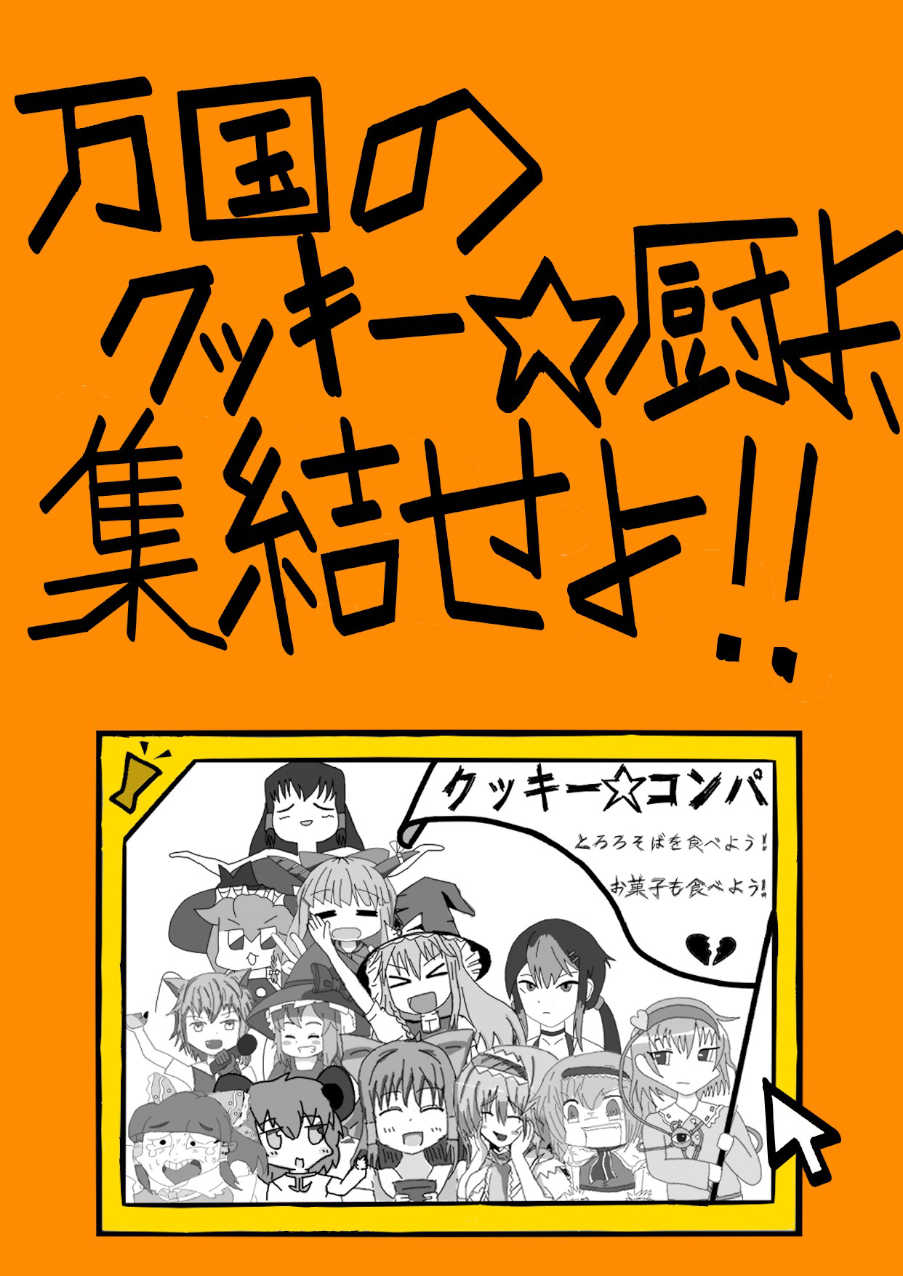 万国の
クッキー☆厨よ、
集結せよ!!
クッキー☆コンパ
とろろそばを食べよう!
お菓子も食べよう!